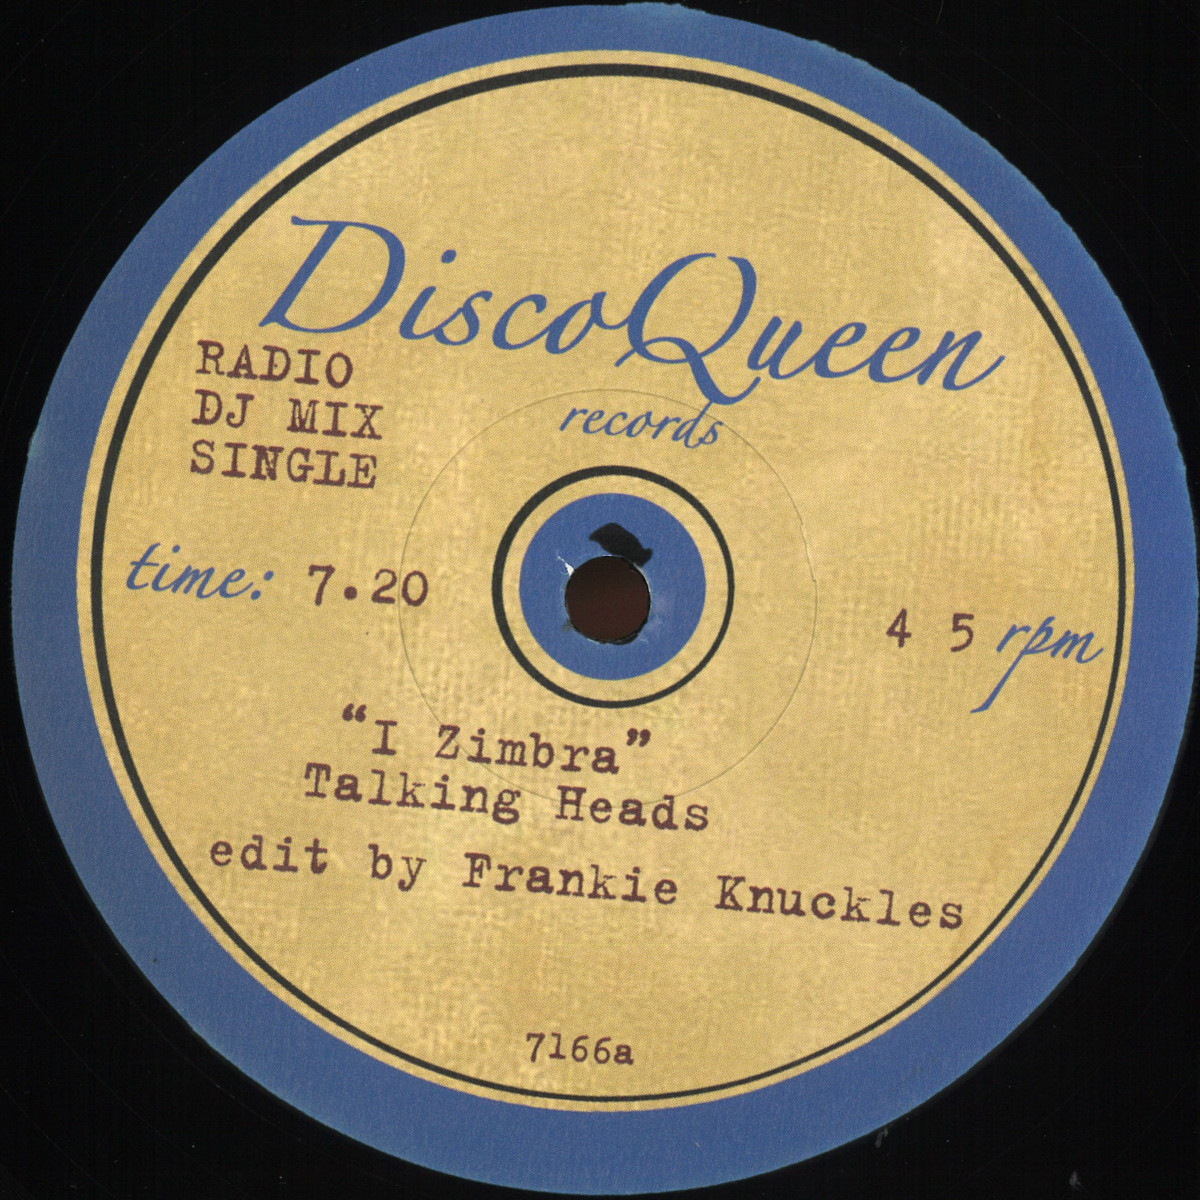 DiscoQueen
records
RADIO
DJ MIX
SINGLE
time: 7.20
4 5 rpm
“I Zimbra”
Talking Heads
edit by Frankie Knuckles
7166a